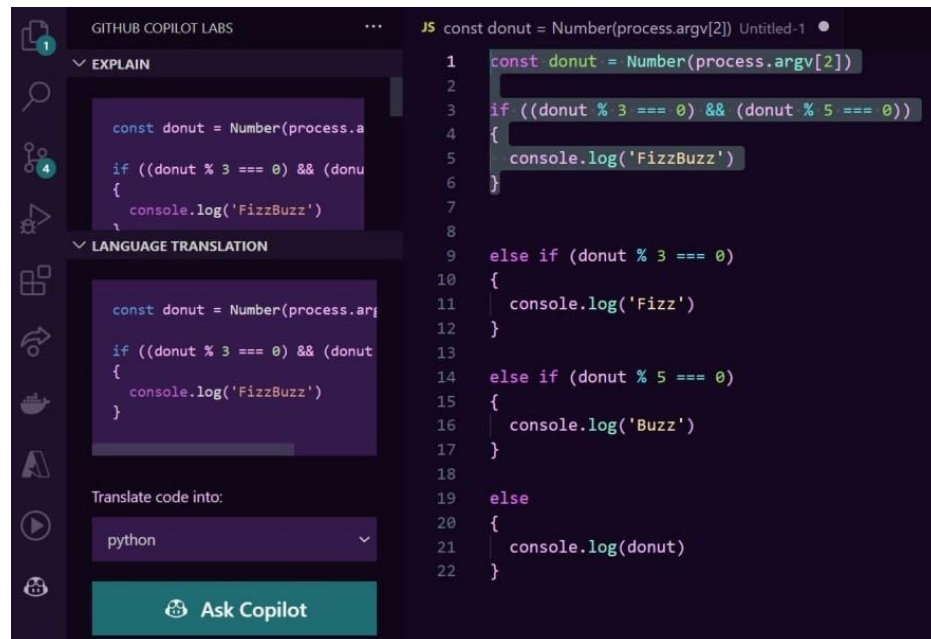 GITHUB COPILOT LABS ...
1
EXPLAIN
const donut = Number(process.a
if ((donut % 3 === 0) && (donu
{
console.log('FizzBuzz')
LANGUAGE TRANSLATION
4
const donut = Number(process.arg
if ((donut % 3 === 0) && (donut
{
console.log('FizzBuzz')
}
Translate code into:
python
Ask Copilot
JS const donut = Number(process.argv[2]) Untitled-1
1 const donut = Number(process.argv[2])
2
3 if ((donut % 3 === 0) && (donut % 5 === 0))
4 {
5 console.log('FizzBuzz')
6 }
7
8
9 else if (donut % 3 === 0)
10 {
11 console.log('Fizz')
12 }
13
14 else if (donut % 5 === 0)
15 {
16 console.log('Buzz')
17 }
18
19 else
20 {
21 console.log(donut)
22 }